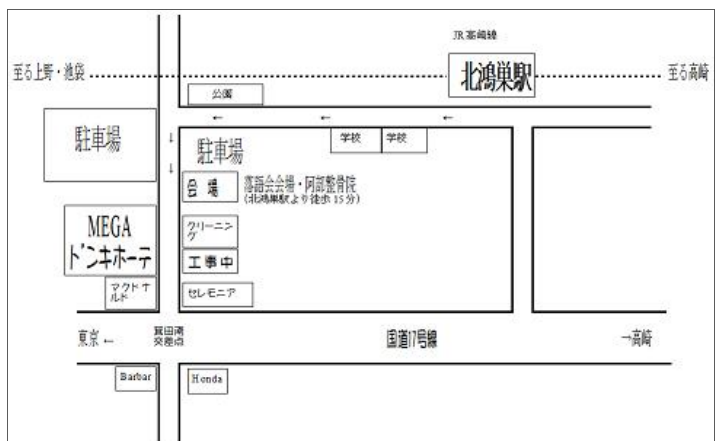 JR高崎線
至る上野・池袋
北鴻巣駅
至る高崎
公園
←
←
←
駐車場
↓
↓
駐車場
学校
学校
会場
落語会会場・阿部整骨院
(北鴻巣駅より徒歩15分)
MEGA
ドンキホーテ
クリーニン
グ
工事中
マクドナ
ルド
セレモニア
東京←
箕田北
交差点
国道17号線
→高崎
Barbar
Honda